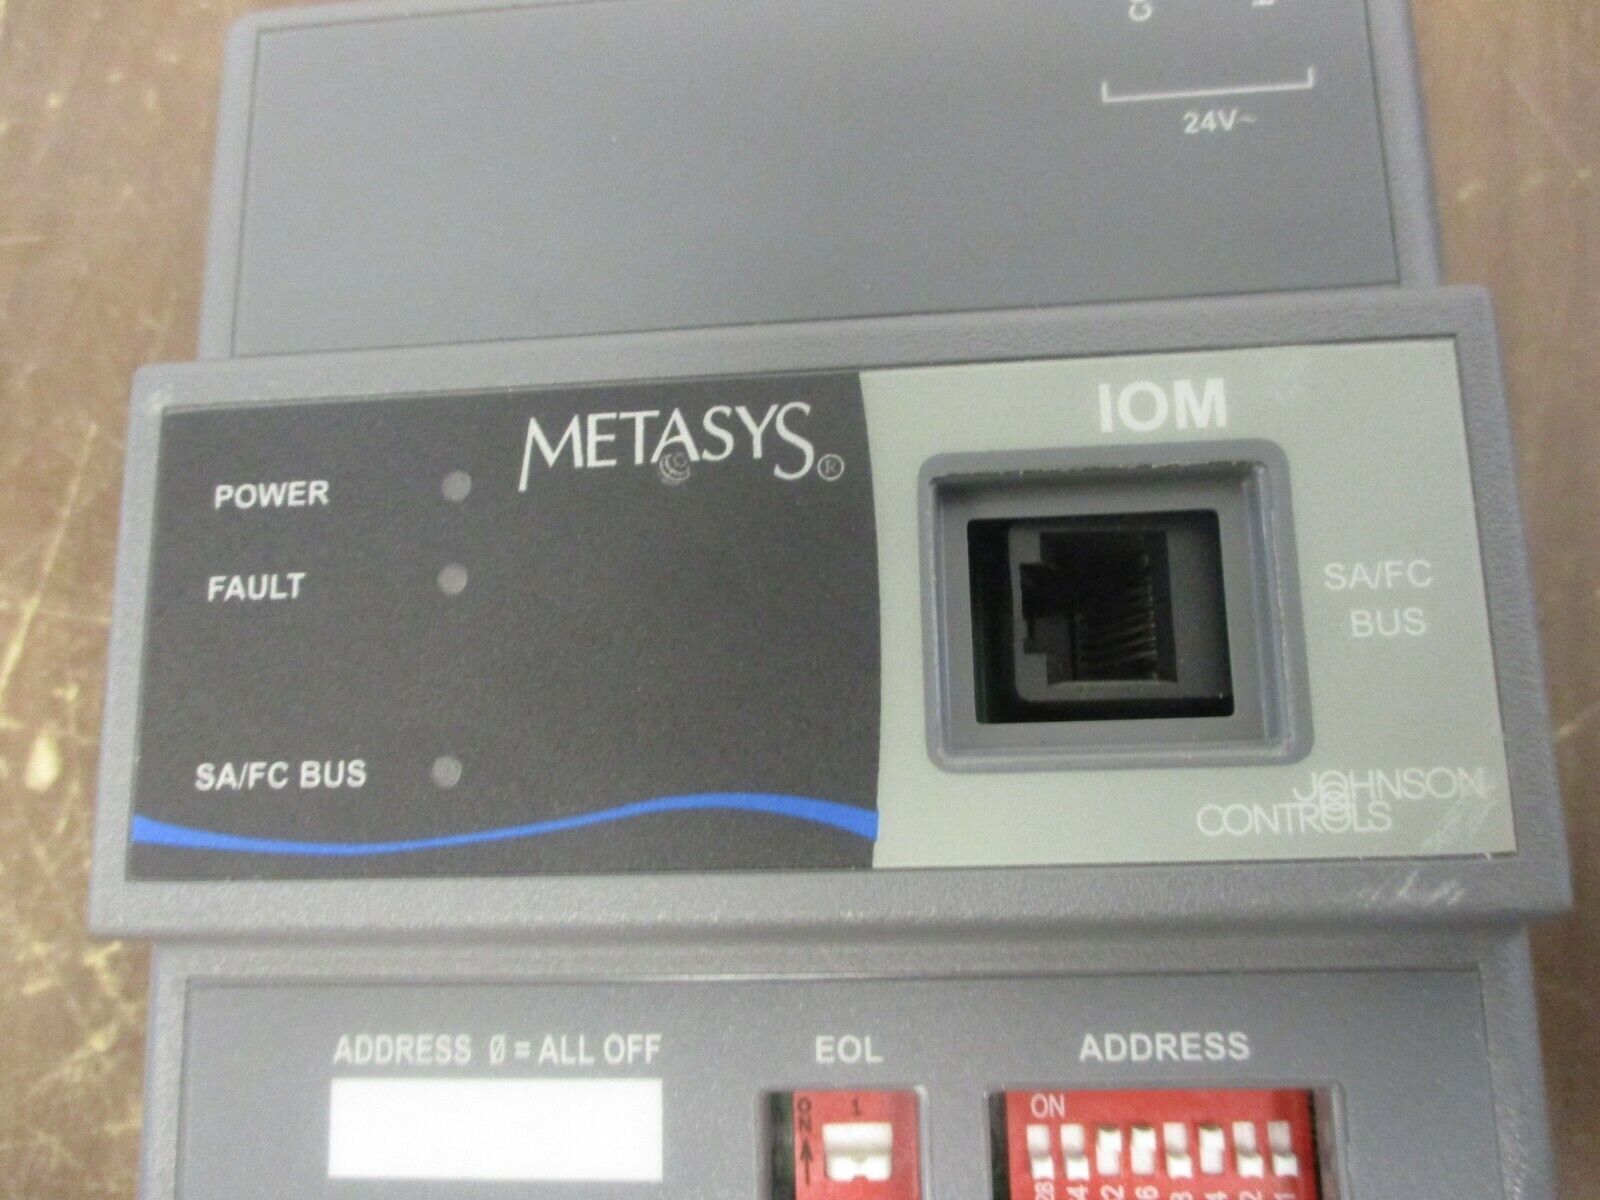 24V~
METASYS®
IOM
POWER
FAULT
SA/FC
BUS
SA/FC BUS
JOHNSON
CONTROLS
ADDRESS Ø = ALL OFF
EOL
ADDRESS
ON
1
ON